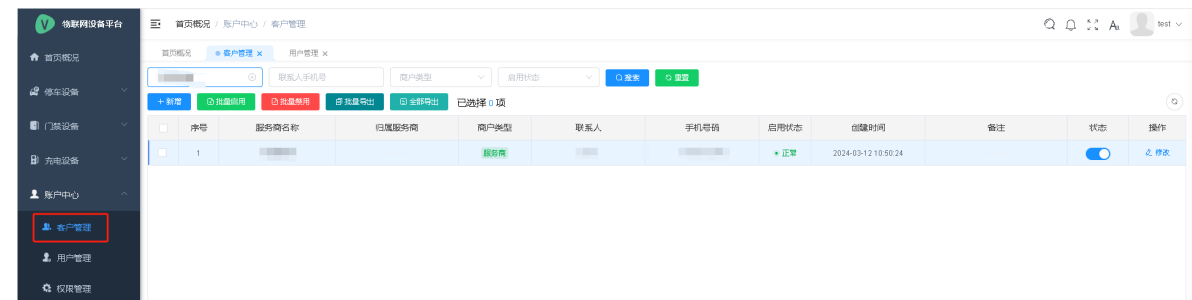 V 物联网设备平台
首页概况 / 账户中心 / 客户管理
test
首页概况
停车设备
门禁设备
充电设备
账户中心
客户管理
用户管理
权限管理
首页概况 客户管理 × 用户管理 ×
联系人手机号 商户类型 启用状态 搜索 重置
+ 新增 批量启用 批量禁用 批量导出 全部导出 已选择 0 项
序号 服务商名称 归属服务商 商户类型 联系人 手机号码 启用状态 创建时间 备注 状态 操作
1 服务商 正常 2024-03-12 10:50:24 修改